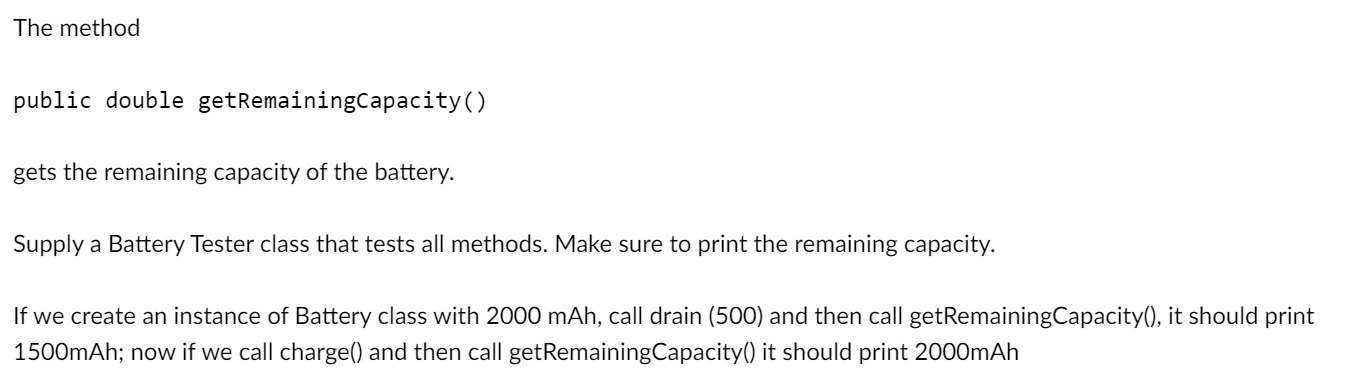 The method
public double getRemainingCapacity()
gets the remaining capacity of the battery.
Supply a Battery Tester class that tests all methods. Make sure to print the remaining capacity.
If we create an instance of Battery class with 2000 mAh, call drain (500) and then call getRemainingCapacity(), it should print
1500mAh; now if we call charge() and then call getRemainingCapacity() it should print 2000mAh